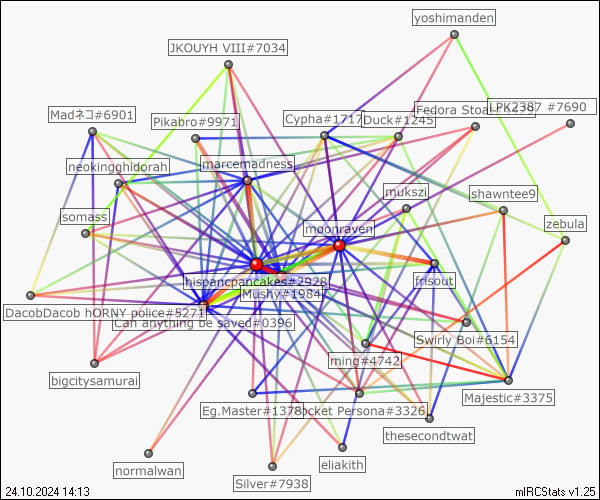 yoshimanden
JKOUYH VIII#7034
LPK2387 #7690
Fedora Stoat
Madネコ#6901
Pikabro#9971
Cypha#1717
Duck#1245
neokingghidorah
marcemadness
mukszi
shawntee9
somass
moonraven
zebula
hispancpancakes#2928
frisout
Mushy#1984
DacobDacob hORNY police#5271
Can anything be saved#0396
Swirly Boi#6154
ming#4742
bigcitysamurai
Majestic#3375
Eg.Master#1378
ocket Persona#3326
thesecondtwat
normalwan
eliakith
Silver#7938
24.10.2024 14:13
mIRCStats v1.25